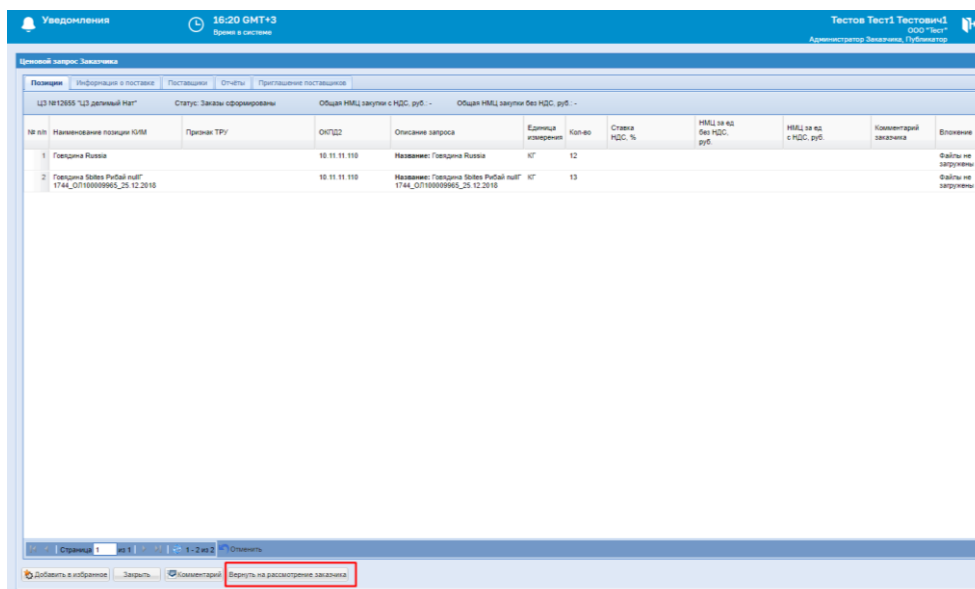 Уведомления
16:20 GMT+3
Время в системе
Тестов Тест1 Тестович1
ООО "Тест"
Администратор Заказчика, Публикатор
Ценовой запрос Заказчика
Позиции Информация о поставке Поставщики Отчёты Приглашение поставщиков
ЦЗ №12655 "ЦЗ делимый Нат" Статус: Заказы оформированы Общая НМЦ закупки с НДС, руб.: - Общая НМЦ закупки без НДС, руб.: -
№ п/п Наименование позиции КИМ Признак ТРУ ОКПД2 Описание запроса Единица измерения Кол-во Ставка НДС, % НМЦ за ед без НДС, руб. НМЦ за ед с НДС, руб. Комментарий заказчика Вложение
1 Говядина Russia 10.11.11.110 Название: Говядина Russia КГ 12 Файлы не загружены
2 Говядина Sbites Рибай null" 10.11.11.110 Название: Говядина Sbites Рибай null" КГ 13 Файлы не загружены
1744_ОЛ100009965_25.12.2018 1744_ОЛ100009965_25.12.2018
Страница 1 из 1 1 - 2 из 2 Отменить
Добавить в избранное Закрыть Комментарий Вернуть на рассмотрение заказчика